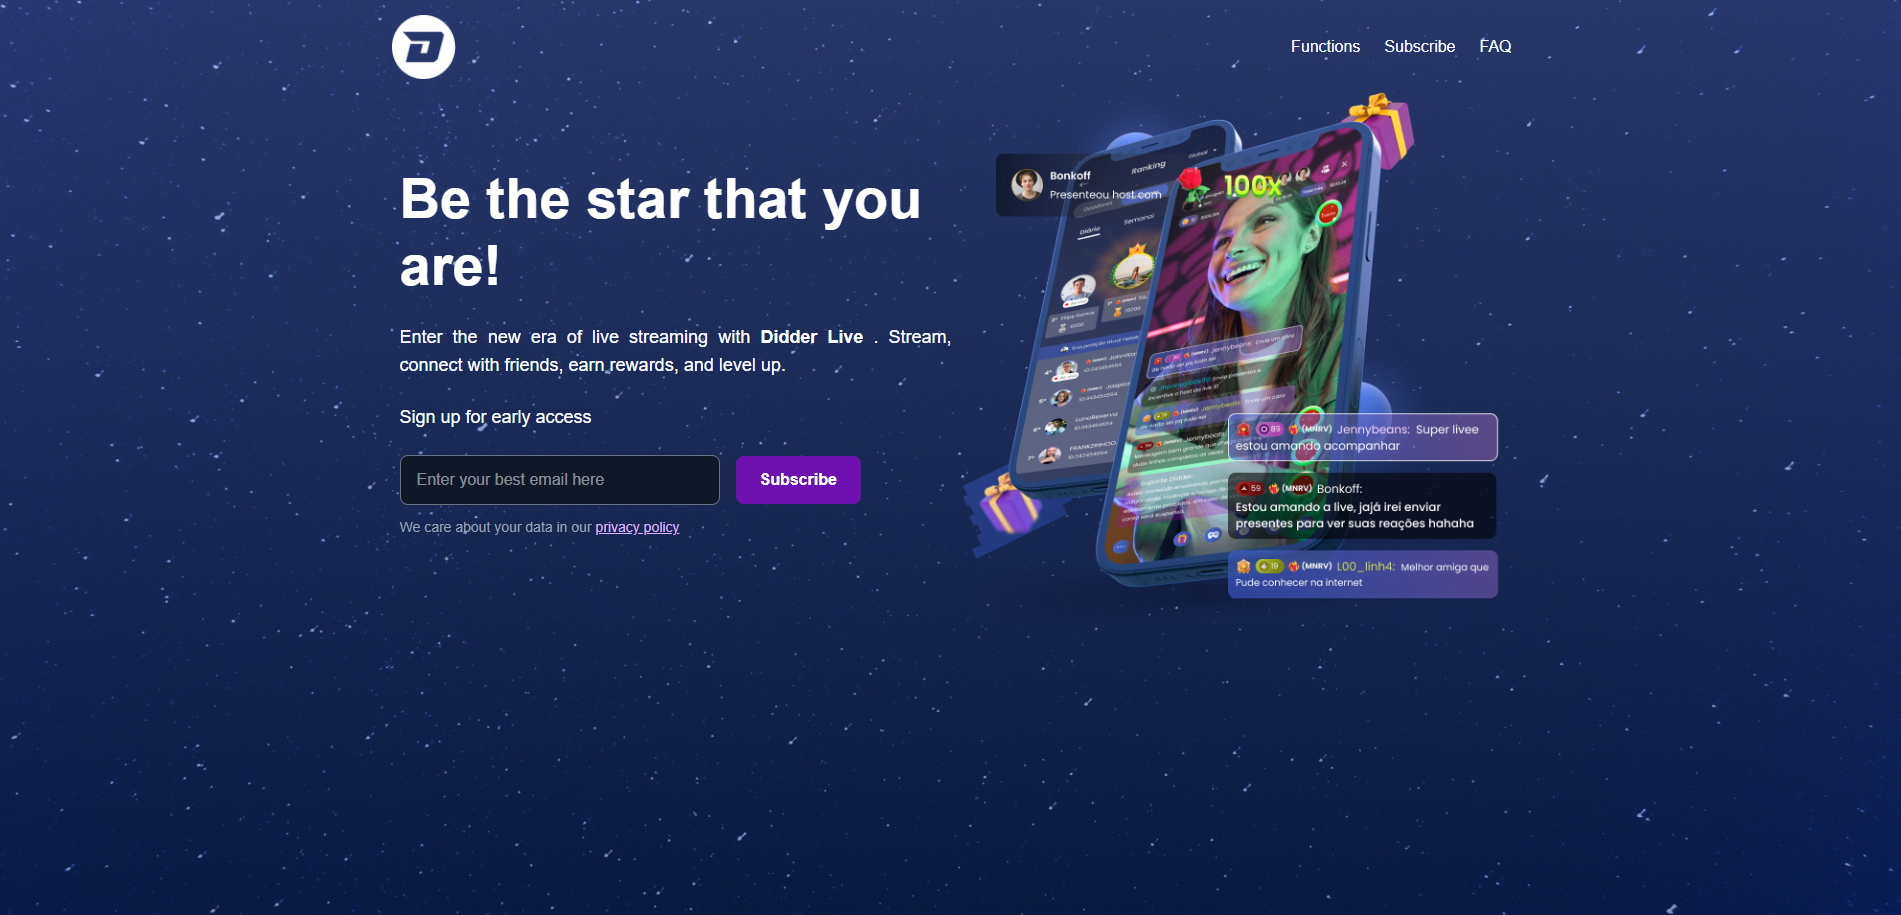 Functions Subscribe FAQ
Be the star that you
are!
Enter the new era of live streaming with Didder Live . Stream,
connect with friends, earn rewards, and level up.
Sign up for early access
Enter your best email here
Subscribe
We care about your data in our privacy policy
Bonkoff
Presenteou host.com
Ranking
Global
Diário
Semanal
100x
89 (MNRV) Jennybeans: Super livee
estou amando acompanhar
59 (MNRV) Bonkoff:
Estou amando a live, jajá irei enviar
presentes para ver suas reações hahaha
19 (MNRV) L00_linh4: Melhor amiga que
Pude conhecer na internet